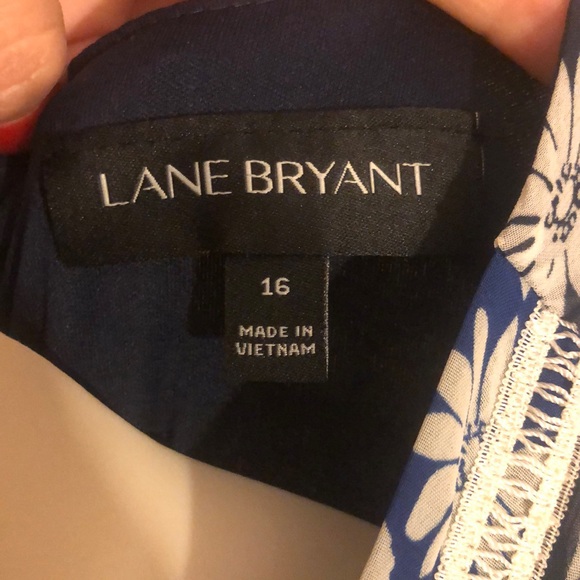 LANE BRYANT
16
MADE IN
VIETNAM